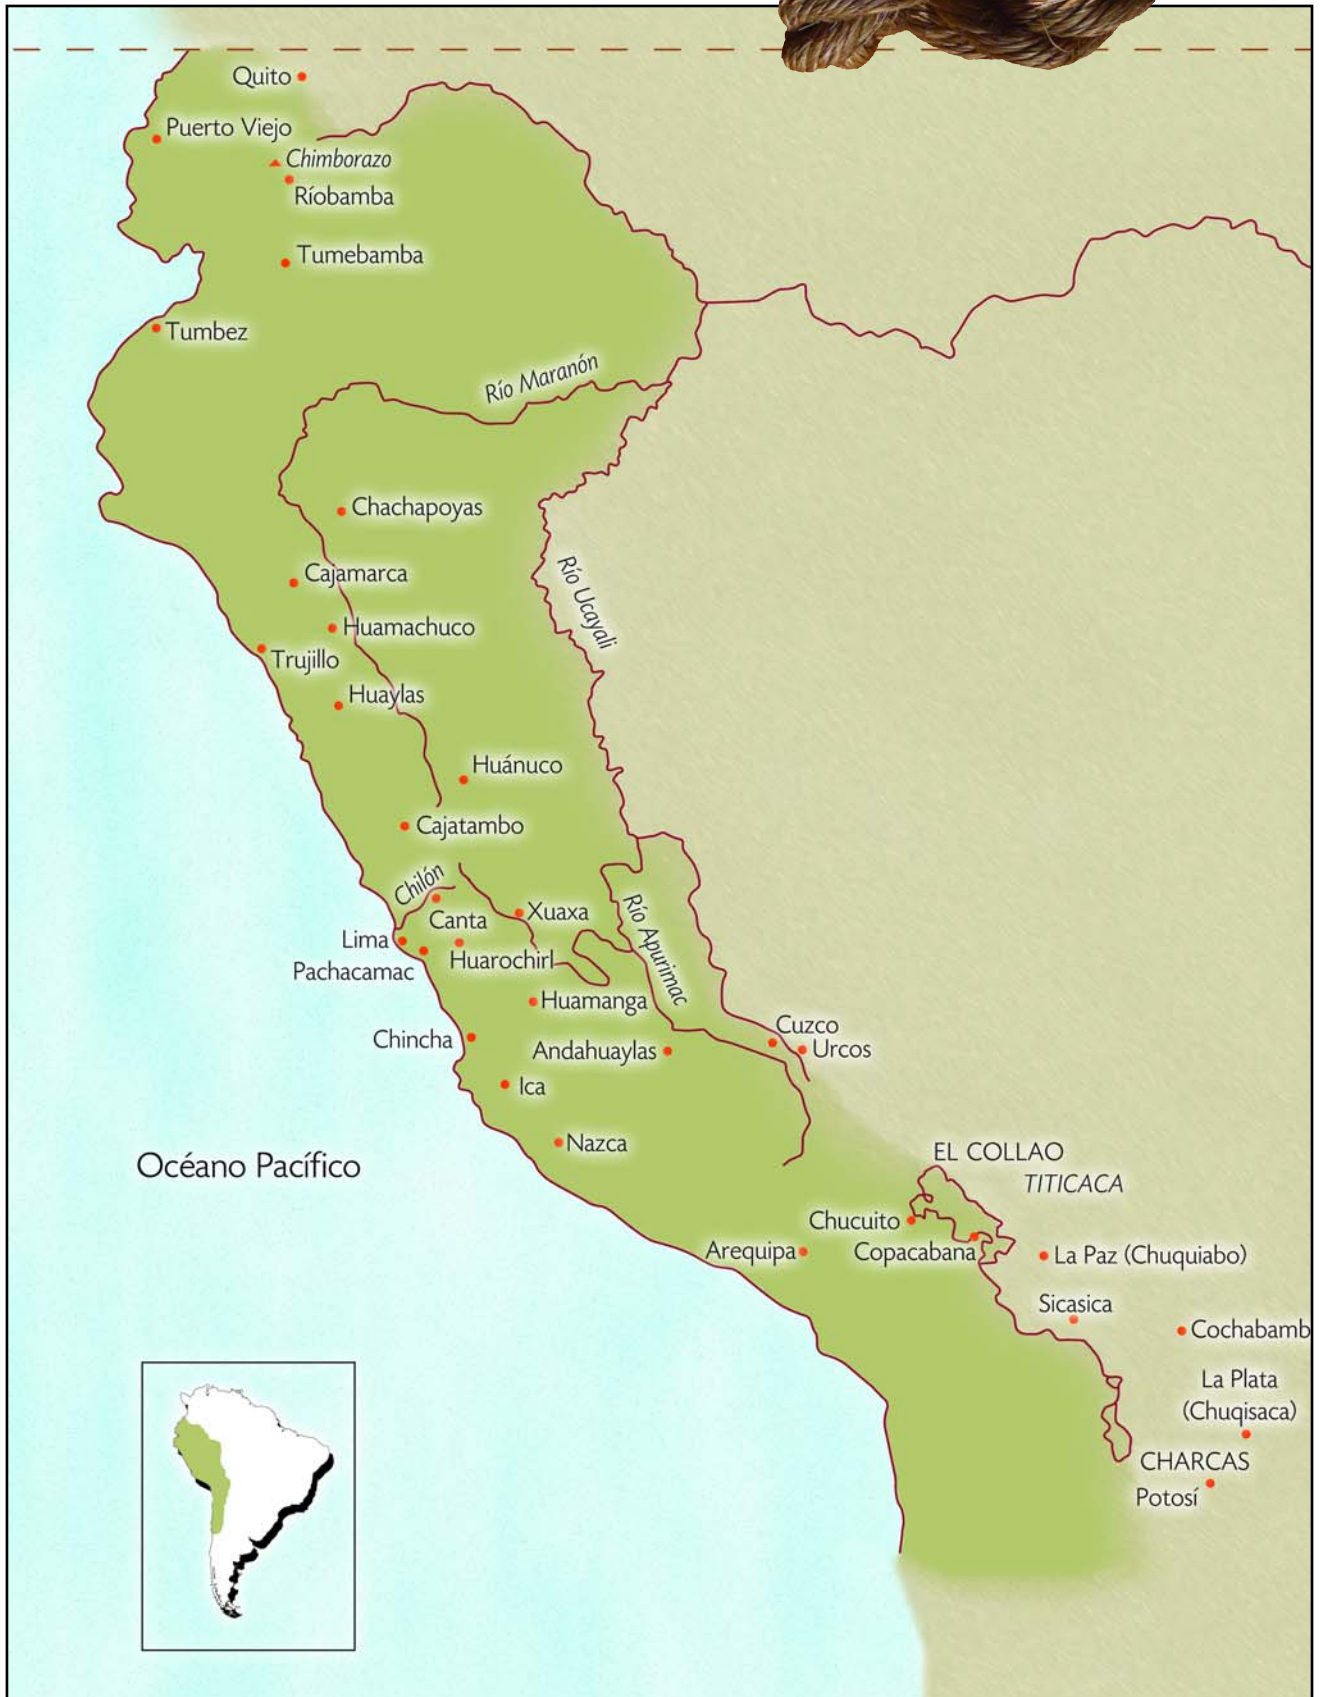 Quito
Puerto Viejo
Chimborazo
Ríobamba
Tumebamba
Tumbez
Río Maranón
Chachapoyas
Río Ucayali
Cajamarca
Huamachuco
Trujillo
Huaylas
Huánuco
Cajatambo
Chilón
Río Apurimac
Xuaxa
Canta
Lima
Huarochirl
Pachacamac
Huamanga
Cuzco
Chincha
Andahuaylas
Urcos
Ica
Nazca
EL COLLAO
Océano Pacífico
TITICACA
Chucuito
Arequipa
Copacabana
La Paz (Chuquiabo)
Sicasica
Cochabamb
La Plata
(Chuqisaca)
CHARCAS
Potosí